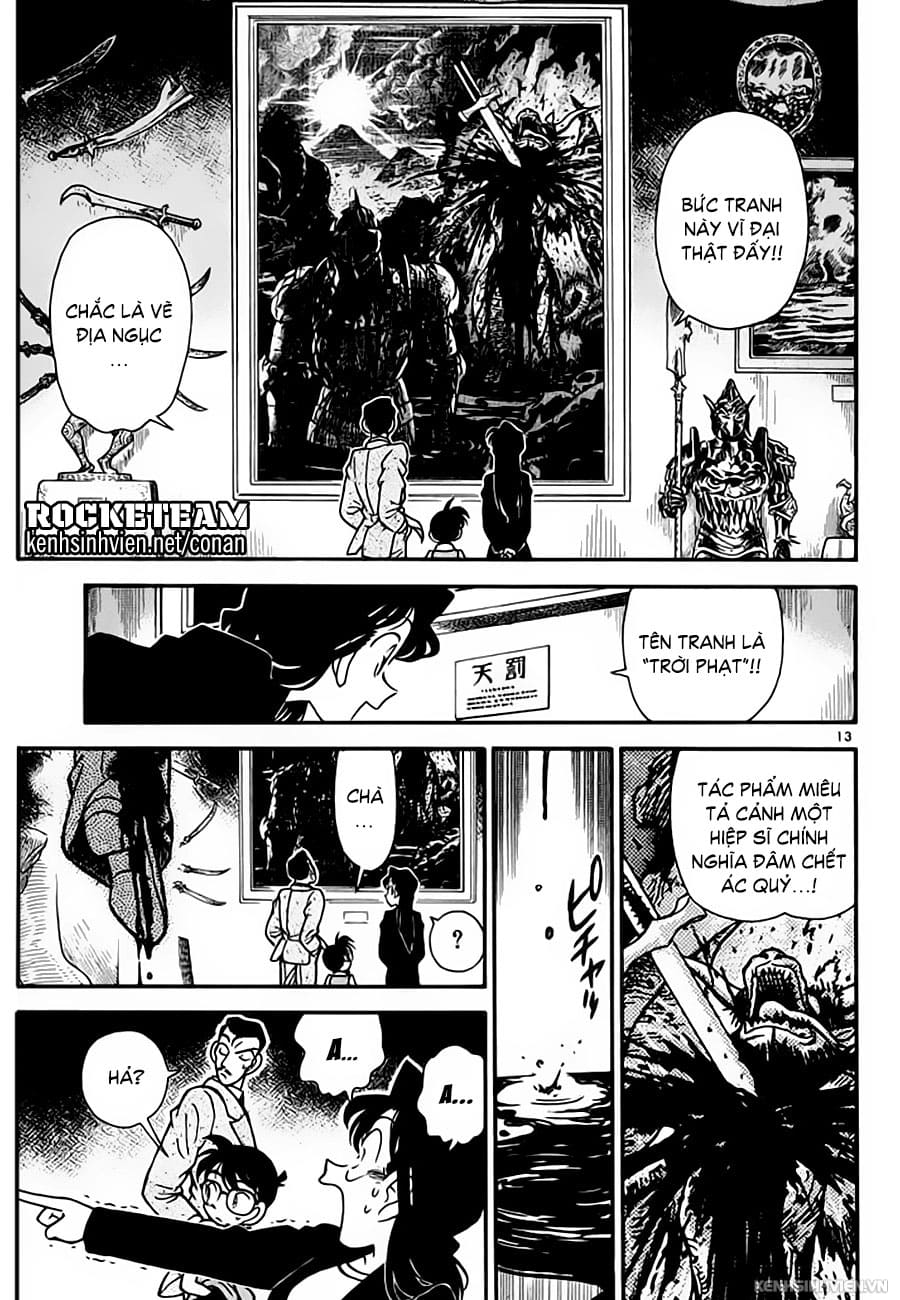 BỨC TRANH
NÀY VĨ ĐẠI
THẬT ĐẤY!!
CHẮC LÀ VẼ
ĐỊA NGỤC
...
ROCKETEAM
kenhsinhvien.net/conan
TÊN TRANH LÀ
"TRỜI PHẠT"!!
天罰
13
TÁC PHẨM MIÊU
TẢ CẢNH MỘT
HIỆP SĨ CHÍNH
NGHĨA ĐÂM CHẾT
ÁC QUỶ...!
ピチャッ
CHÀ
...
?
A...
A...
HẢ?
KENHSINHVIEN.VN